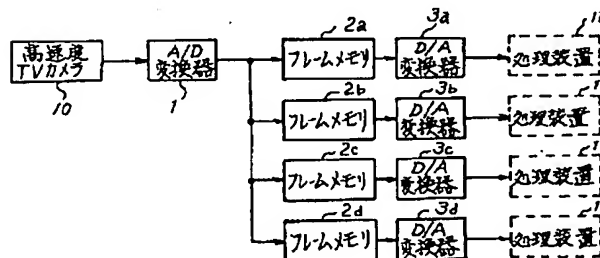 高速度
TVカメラ
10
A/D
変換器
1
2a
フレームメモリ
3a
D/A
変換器
処理装置
2b
フレームメモリ
3b
D/A
変換器
処理装置
2c
フレームメモリ
3c
D/A
変換器
処理装置
2d
フレームメモリ
3d
D/A
変換器
処理装置